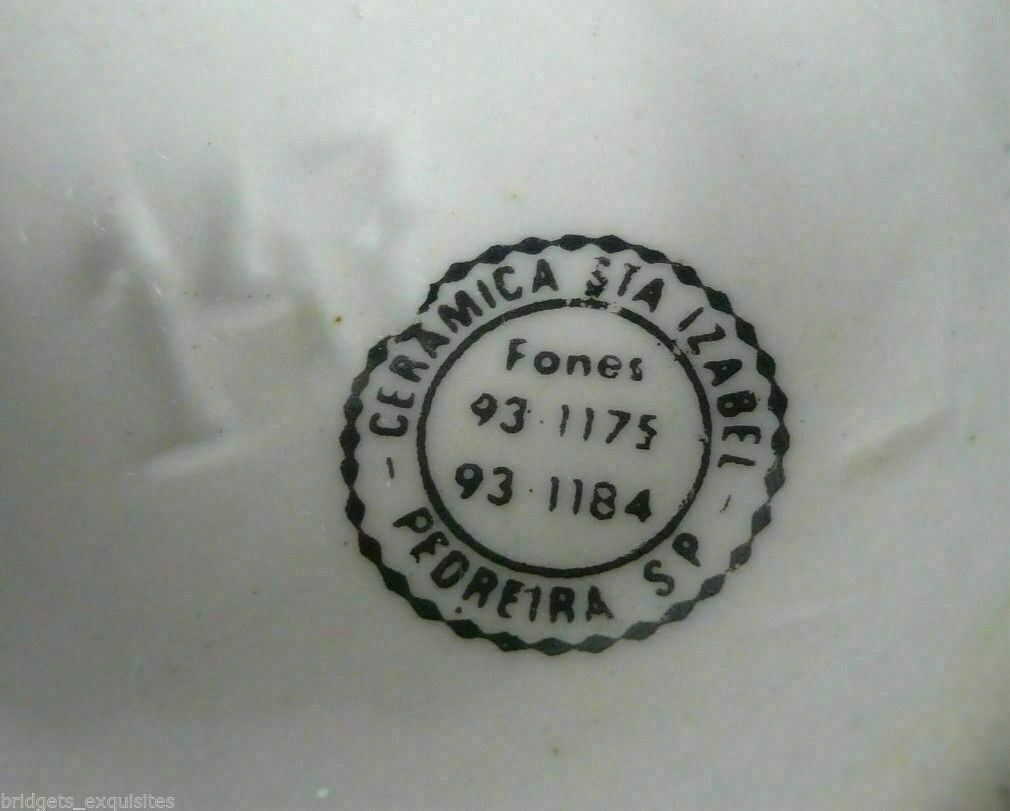 CERAMICA STA IZABEL
Fones
93-1175
93-1184
- PEDREIRA SP -
bridgets_exquisites